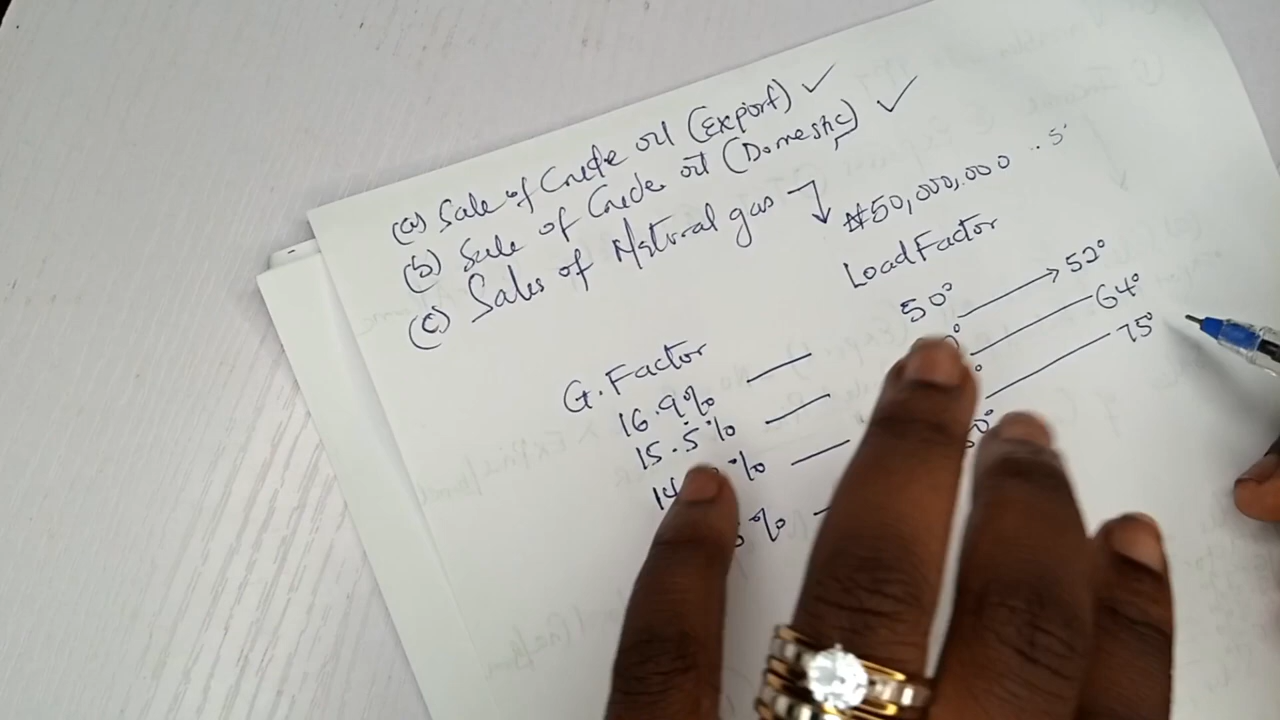 (a) Sale of Crude oil (Export) ✓
(b) Sale of Crude oil (Domestic) ✓
(c) Sales of Natural gas ₦50,000,000
G.Factor Load Factor
16.9% — 50° → 52°
15.5% — — 64°
— — 75°